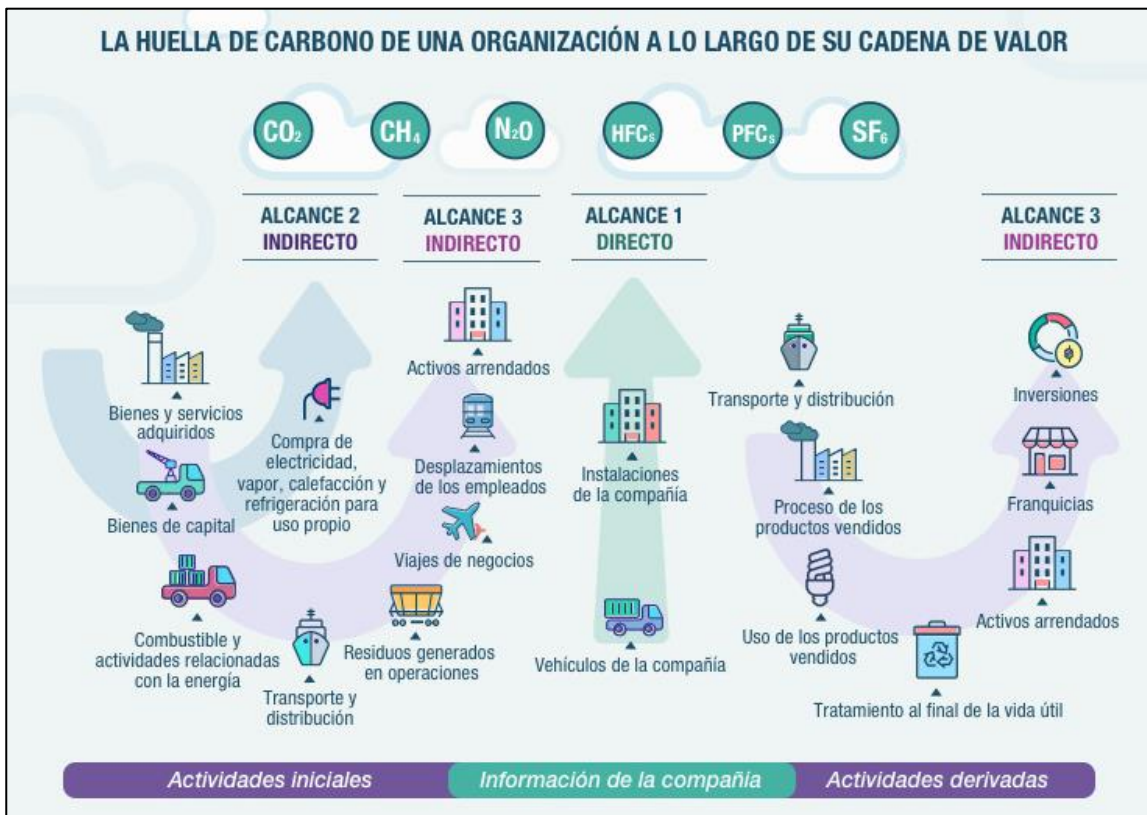 LA HUELLA DE CARBONO DE UNA ORGANIZACIÓN A LO LARGO DE SU CADENA DE VALOR
CO₂
CH₄
N₂O
HFCs
PFCs
SF₆
ALCANCE 2
INDIRECTO
ALCANCE 3
INDIRECTO
ALCANCE 1
DIRECTO
ALCANCE 3
INDIRECTO
Bienes y servicios
adquiridos
Bienes de capital
Combustible y
actividades relacionadas
con la energía
Compra de
electricidad,
vapor, calefacción y
refrigeración para
uso propio
Transporte y
distribución
Activos arrendados
Desplazamientos
de los empleados
Viajes de negocios
Residuos generados
en operaciones
Instalaciones
de la compañía
Vehículos de la compañía
Transporte y distribución
Proceso de los
productos vendidos
Uso de los productos
vendidos
Tratamiento al final de la vida útil
Inversiones
Franquicias
Activos arrendados
Actividades iniciales
Información de la compañía
Actividades derivadas